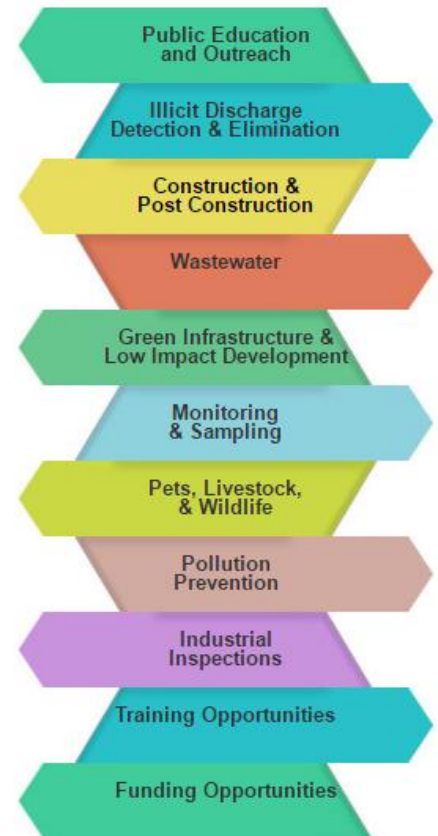 Public Education
and Outreach
Illicit Discharge
Detection & Elimination
Construction &
Post Construction
Wastewater
Green Infrastructure &
Low Impact Development
Monitoring
& Sampling
Pets, Livestock,
& Wildlife
Pollution
Prevention
Industrial
Inspections
Training Opportunities
Funding Opportunities